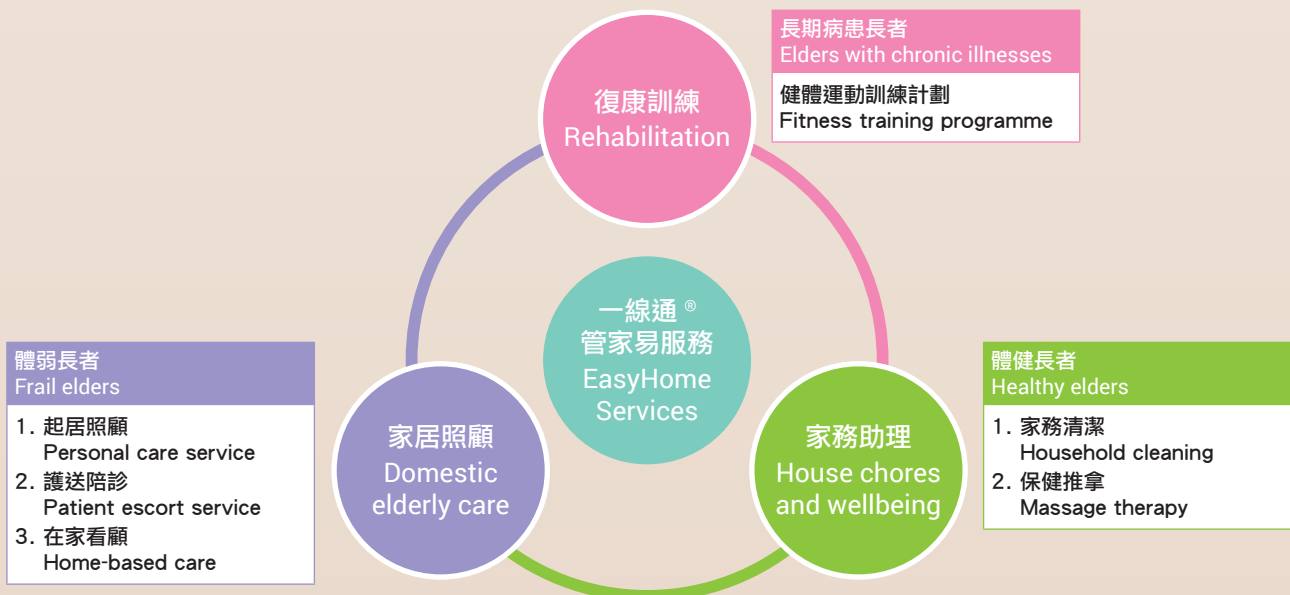 長期病患長者
Elders with chronic illnesses
健體運動訓練計劃
Fitness training programme
復康訓練
Rehabilitation
一線通®
管家易服務
EasyHome
Services
體弱長者
Frail elders
1. 起居照顧
Personal care service
2. 護送陪診
Patient escort service
3. 在家看顧
Home-based care
家居照顧
Domestic
elderly care
家務助理
House chores
and wellbeing
體健長者
Healthy elders
1. 家務清潔
Household cleaning
2. 保健推拿
Massage therapy